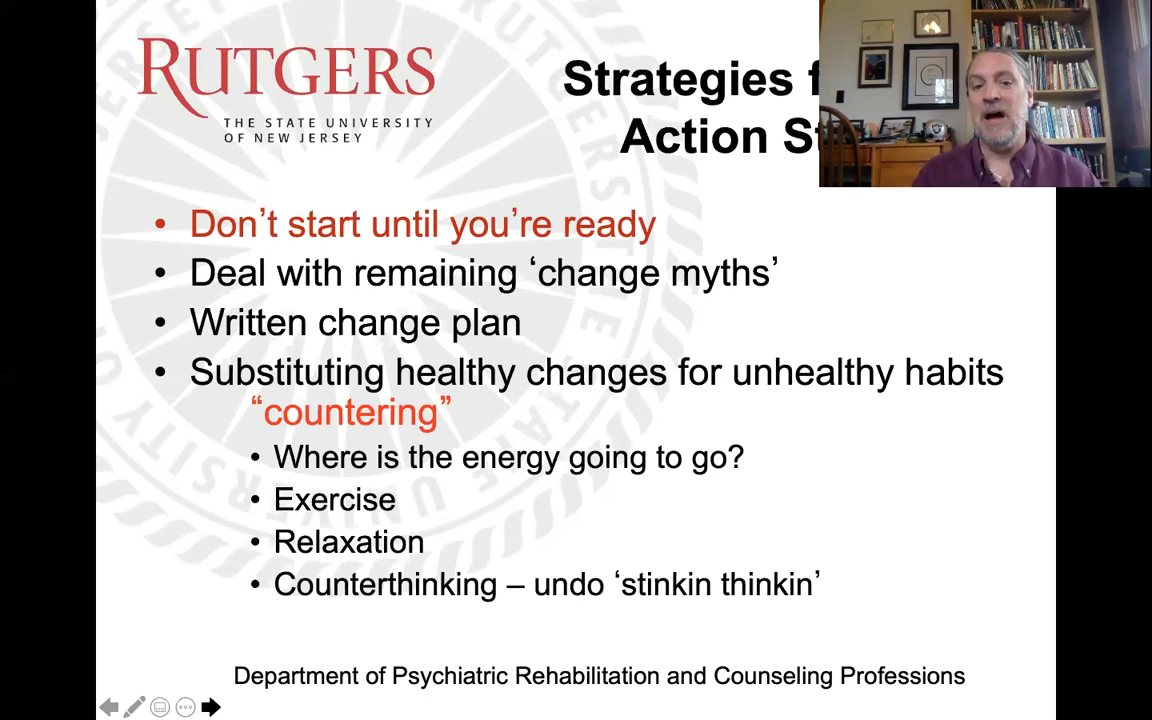 RUTGERS
THE STATE UNIVERSITY
OF NEW JERSEY
Strategies
Action
• Don’t start until you’re ready
• Deal with remaining ‘change myths’
• Written change plan
• Substituting healthy changes for unhealthy habits
“countering”
• Where is the energy going to go?
• Exercise
• Relaxation
• Counterthinking – undo ‘stinkin thinkin’
Department of Psychiatric Rehabilitation and Counseling Professions